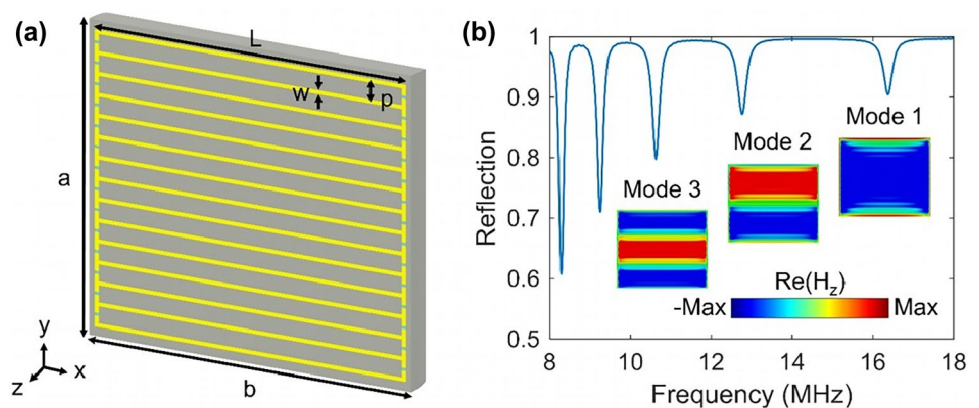 (a)
L
w
p
a
b
y
x
z
(b)
Reflection
1
0.9
0.8
0.7
0.6
0.5
8 10 12 14 16 18
Frequency (MHz)
Mode 1
Mode 2
Mode 3
Re(Hz)
-Max Max